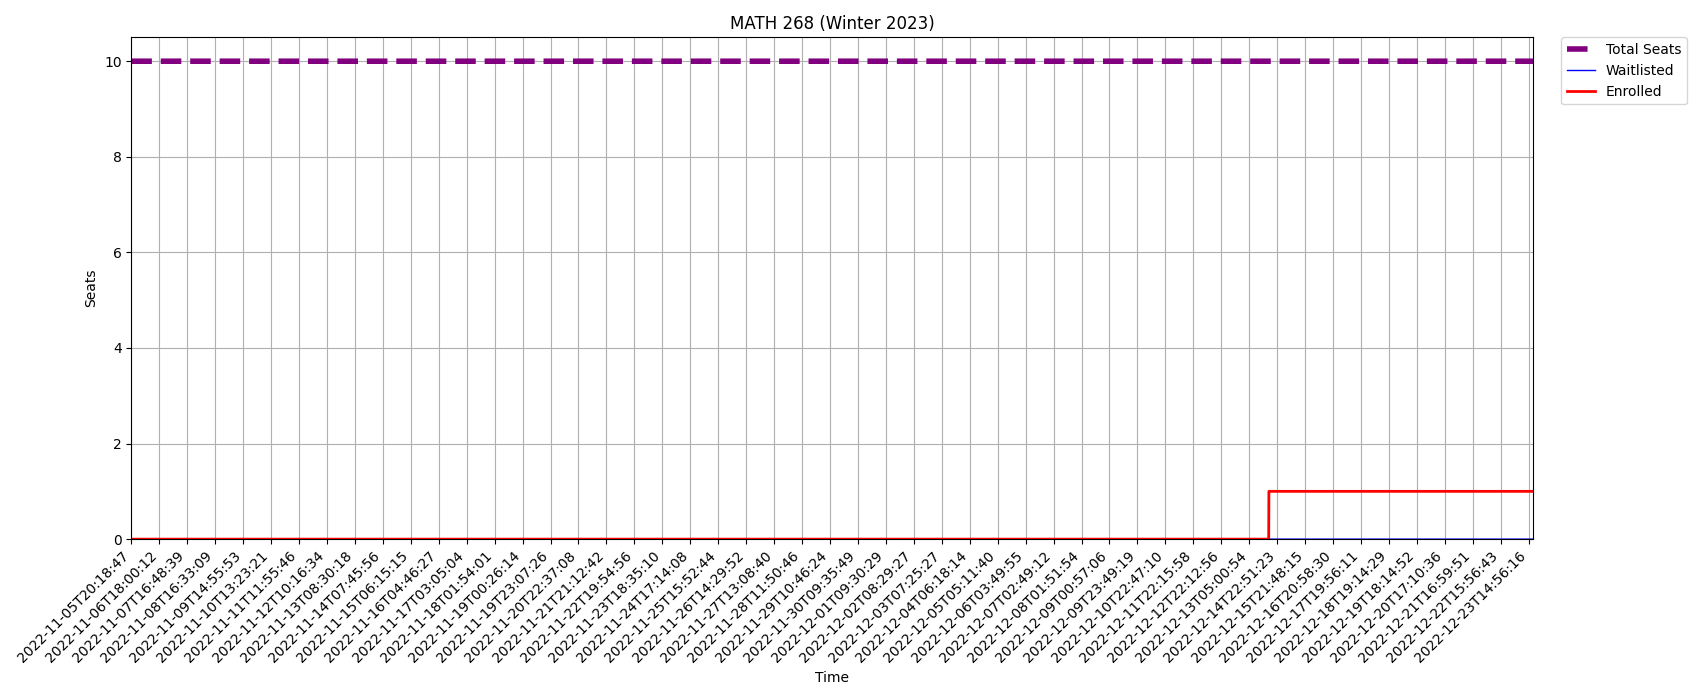 MATH 268 (Winter 2023)
Total Seats
Waitlisted
Enrolled
10
8
6
4
2
0
Seats
2022-11-05T20:18:47
2022-11-06T18:00:12
2022-11-07T16:48:39
2022-11-08T16:33:09
2022-11-09T14:55:53
2022-11-10T13:23:21
2022-11-11T11:55:46
2022-11-12T10:16:34
2022-11-13T08:30:18
2022-11-14T07:45:56
2022-11-15T06:15:15
2022-11-16T04:46:27
2022-11-17T03:05:04
2022-11-18T01:54:01
2022-11-19T00:26:14
2022-11-19T23:07:26
2022-11-20T22:37:08
2022-11-21T21:12:42
2022-11-22T19:54:56
2022-11-23T18:35:10
2022-11-24T17:14:08
2022-11-25T15:52:44
2022-11-26T14:29:52
2022-11-27T13:08:40
2022-11-28T11:50:46
2022-11-29T10:46:24
2022-11-30T09:35:49
2022-12-01T09:30:29
2022-12-02T08:29:27
2022-12-03T07:25:27
2022-12-04T06:18:14
2022-12-05T05:11:40
2022-12-06T03:49:55
2022-12-07T02:49:12
2022-12-08T01:51:54
2022-12-09T00:57:06
2022-12-09T23:49:19
2022-12-10T22:47:10
2022-12-11T22:15:58
2022-12-12T22:12:56
2022-12-13T05:00:54
2022-12-14T22:51:23
2022-12-15T21:48:15
2022-12-16T20:58:30
2022-12-17T19:56:11
2022-12-18T19:14:29
2022-12-19T18:14:52
2022-12-20T17:10:36
2022-12-21T16:59:51
2022-12-22T15:56:43
2022-12-23T14:56:16
Time